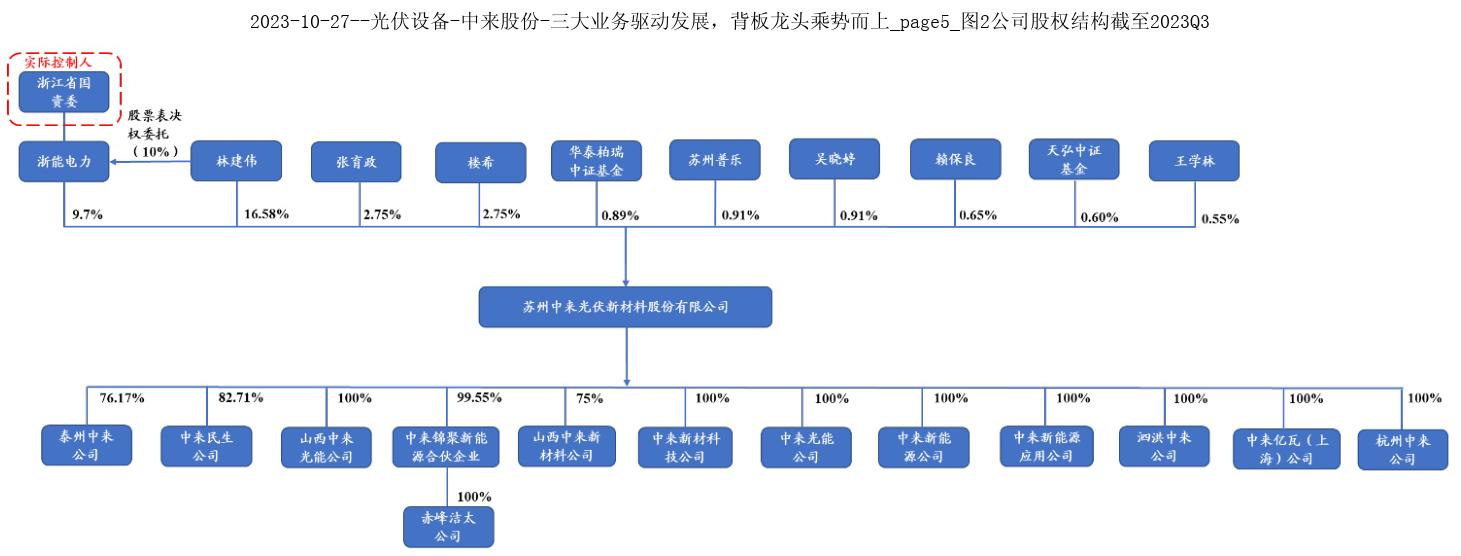 2023-10-27--光伏设备-中来股份-三大业务驱动发展，背板龙头乘势而上_page5_图2公司股权结构截至2023Q3
实际控制人
浙江省国
资委
股票表决
权委托
（10%）
浙能电力
林建伟
张育政
楼希
华泰柏瑞
中证基金
苏州普乐
吴晓婷
赖保良
天弘中证
基金
王学林
9.7%
16.58%
2.75%
2.75%
0.89%
0.91%
0.91%
0.65%
0.60%
0.55%
苏州中来光伏新材料股份有限公司
76.17%
82.71%
100%
99.55%
75%
100%
100%
100%
100%
100%
100%
100%
泰州中来
公司
中来民生
公司
山西中来
光能公司
中来锦聚新能
源合伙企业
山西中来新
材料公司
中来新材料科
技公司
中来光能
公司
中来新能
源公司
中来新能源
应用公司
泗洪中来
公司
中来亿瓦（上
海）公司
杭州中来
公司
100%
赤峰洁太
公司